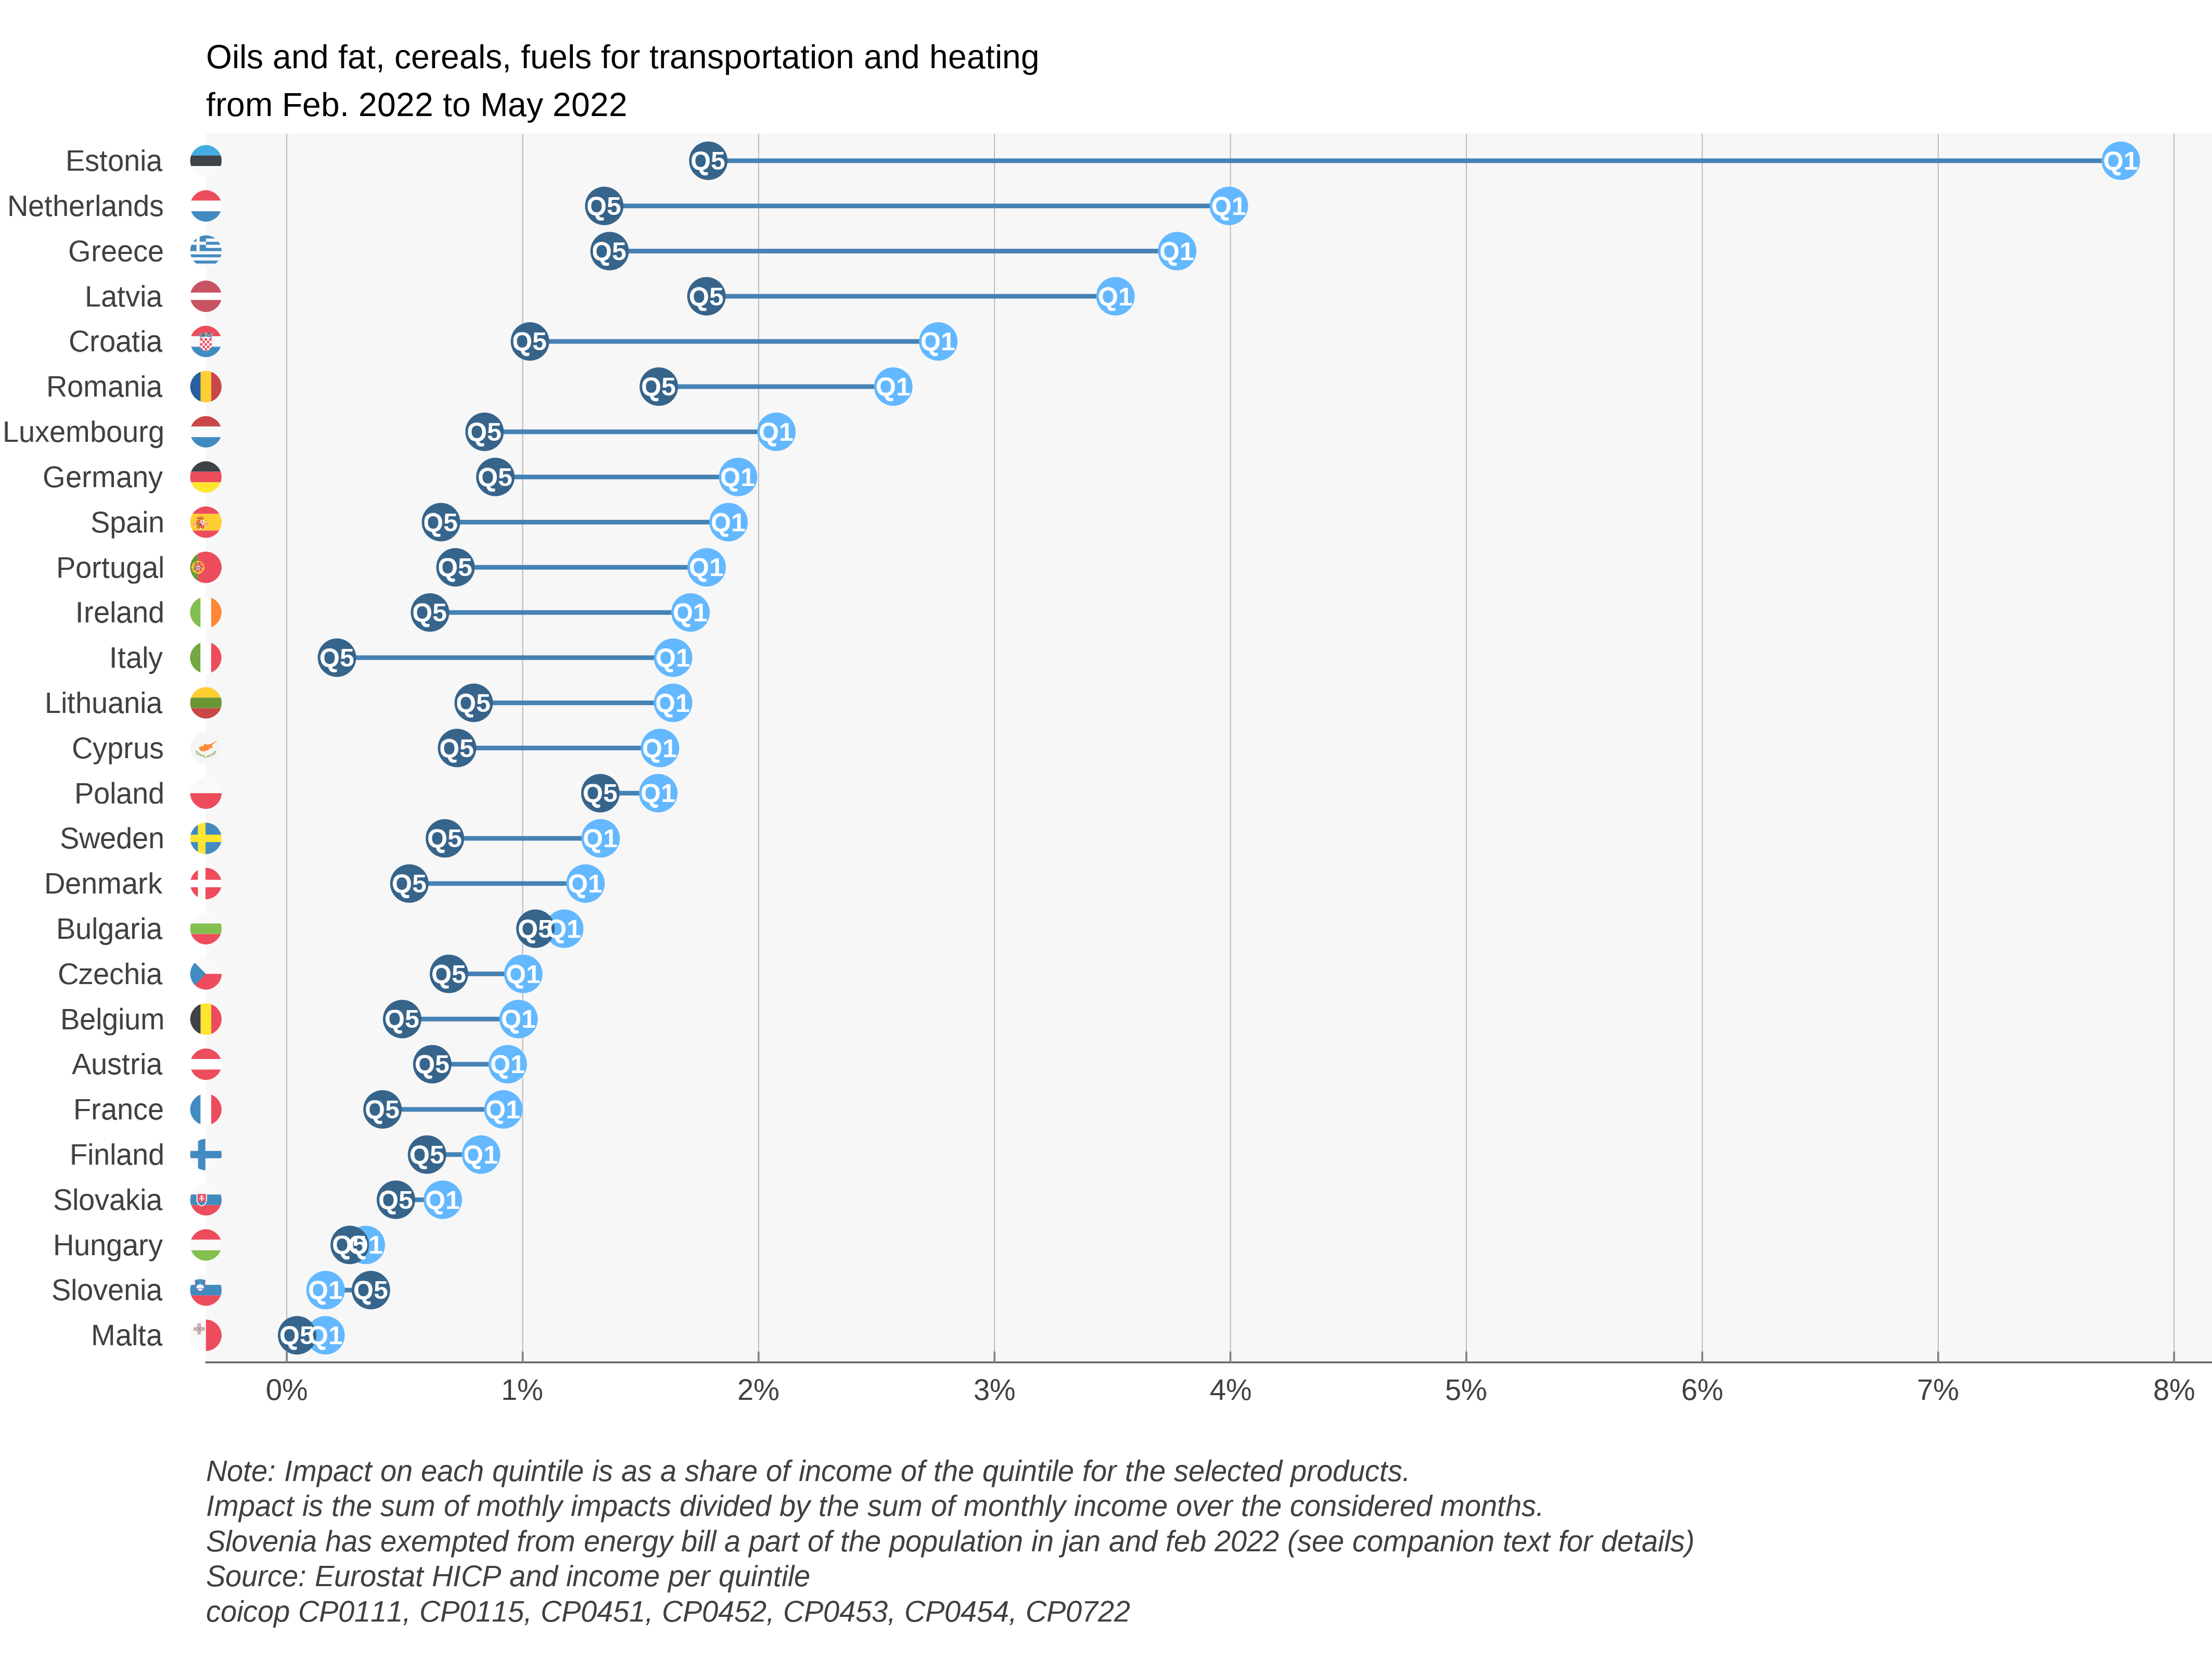 Oils and fat, cereals, fuels for transportation and heating
from Feb. 2022 to May 2022
Estonia Q5 Q1
Netherlands Q5 Q1
Greece Q5 Q1
Latvia Q5 Q1
Croatia Q5 Q1
Romania Q5 Q1
Luxembourg Q5 Q1
Germany Q5 Q1
Spain Q5 Q1
Portugal Q5 Q1
Ireland Q5 Q1
Italy Q5 Q1
Lithuania Q5 Q1
Cyprus Q5 Q1
Poland Q5 Q1
Sweden Q5 Q1
Denmark Q5 Q1
Bulgaria Q5 Q1
Czechia Q5 Q1
Belgium Q5 Q1
Austria Q5 Q1
France Q5 Q1
Finland Q5 Q1
Slovakia Q5 Q1
Hungary Q5 Q1
Slovenia Q1 Q5
Malta Q5 Q1
0% 1% 2% 3% 4% 5% 6% 7% 8%
Note: Impact on each quintile is as a share of income of the quintile for the selected products.
Impact is the sum of mothly impacts divided by the sum of monthly income over the considered months.
Slovenia has exempted from energy bill a part of the population in jan and feb 2022 (see companion text for details)
Source: Eurostat HICP and income per quintile
coicop CP0111, CP0115, CP0451, CP0452, CP0453, CP0454, CP0722